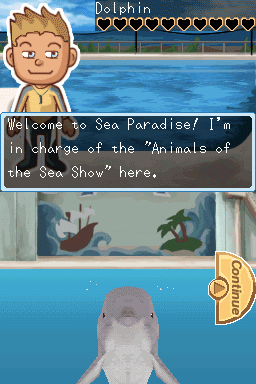 Dolphin
Welcome to Sea Paradise! I'm
in charge of the "Animals of
the Sea Show" here.
Continue